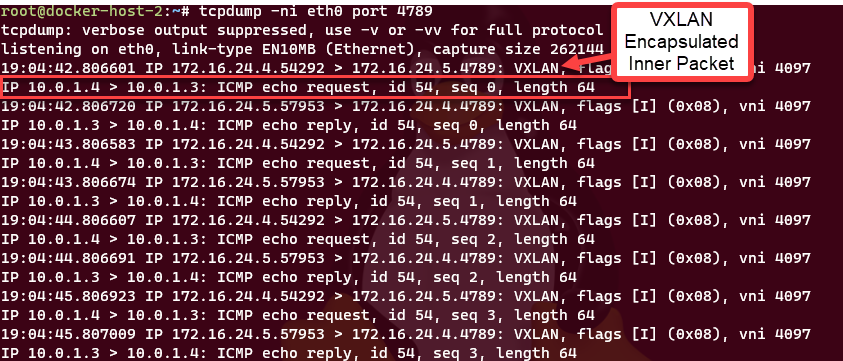 root@docker-host-2:~# tcpdump -ni eth0 port 4789
tcpdump: verbose output suppressed, use -v or -vv for full protocol
listening on eth0, link-type EN10MB (Ethernet), capture size 262144
VXLAN
Encapsulated
Inner Packet
19:04:42.806601 IP 172.16.24.4.54292 > 172.16.24.5.4789: VXLAN, flags vni 4097
IP 10.0.1.4 > 10.0.1.3: ICMP echo request, id 54, seq 0, length 64
19:04:42.806720 IP 172.16.24.5.57953 > 172.16.24.4.4789: VXLAN, flags [I] (0x08), vni 4097
IP 10.0.1.3 > 10.0.1.4: ICMP echo reply, id 54, seq 0, length 64
19:04:43.806583 IP 172.16.24.4.54292 > 172.16.24.5.4789: VXLAN, flags [I] (0x08), vni 4097
IP 10.0.1.4 > 10.0.1.3: ICMP echo request, id 54, seq 1, length 64
19:04:43.806674 IP 172.16.24.5.57953 > 172.16.24.4.4789: VXLAN, flags [I] (0x08), vni 4097
IP 10.0.1.3 > 10.0.1.4: ICMP echo reply, id 54, seq 1, length 64
19:04:44.806607 IP 172.16.24.4.54292 > 172.16.24.5.4789: VXLAN, flags [I] (0x08), vni 4097
IP 10.0.1.4 > 10.0.1.3: ICMP echo request, id 54, seq 2, length 64
19:04:44.806691 IP 172.16.24.5.57953 > 172.16.24.4.4789: VXLAN, flags [I] (0x08), vni 4097
IP 10.0.1.3 > 10.0.1.4: ICMP echo reply, id 54, seq 2, length 64
19:04:45.806923 IP 172.16.24.4.54292 > 172.16.24.5.4789: VXLAN, flags [I] (0x08), vni 4097
IP 10.0.1.4 > 10.0.1.3: ICMP echo request, id 54, seq 3, length 64
19:04:45.807009 IP 172.16.24.5.57953 > 172.16.24.4.4789: VXLAN, flags [I] (0x08), vni 4097
IP 10.0.1.3 > 10.0.1.4: ICMP echo reply, id 54, seq 3, length 64